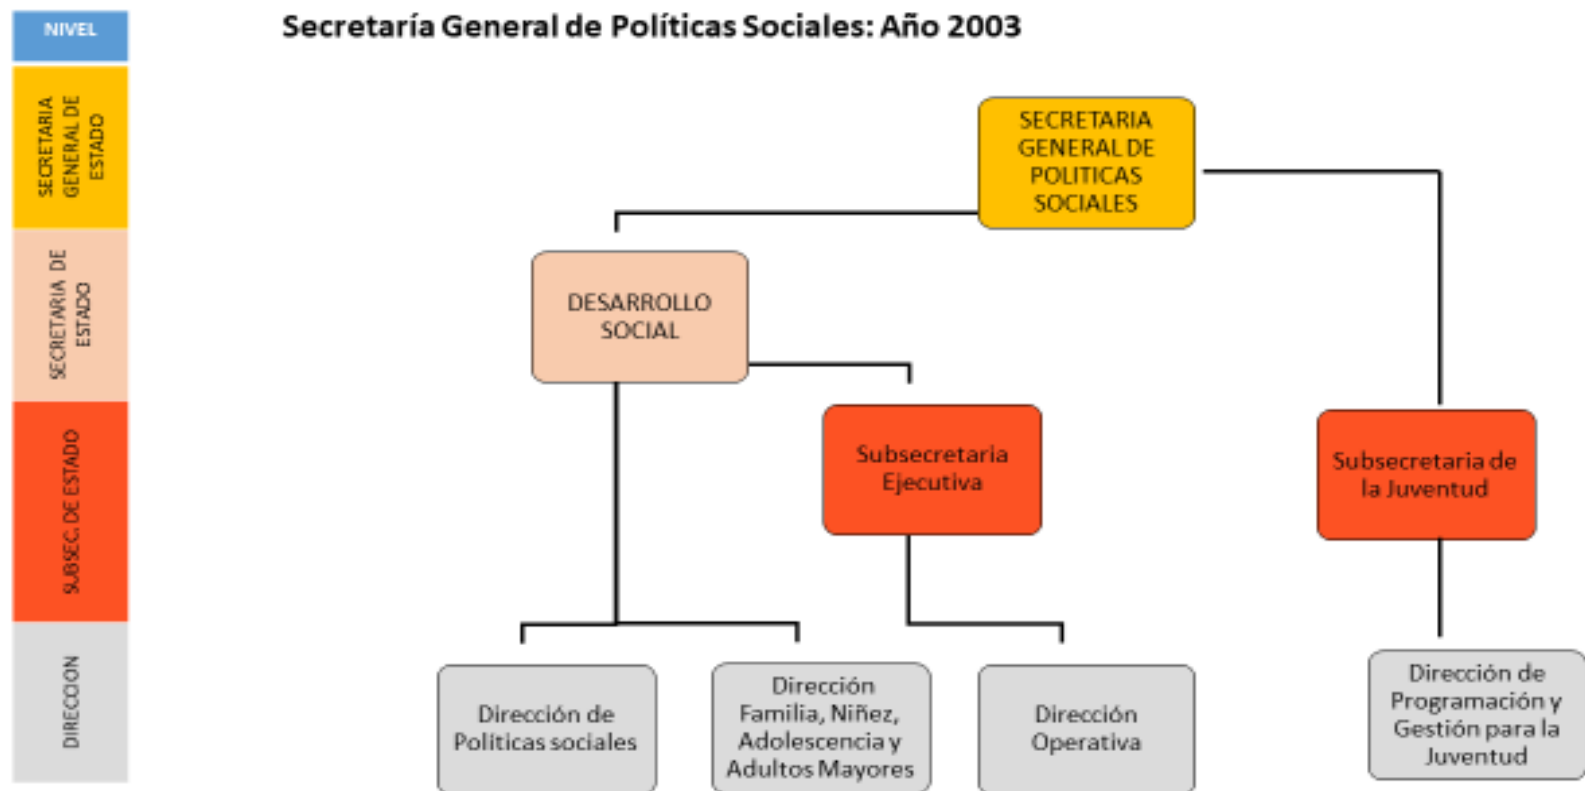 NIVEL
Secretaría General de Políticas Sociales: Año 2003
SECRETARIA
GENERAL DE
ESTADO
SECRETARIA DE
ESTADO
SUBSEC. DE ESTADO
DIRECCION
SECRETARIA
GENERAL DE
POLITICAS
SOCIALES
DESARROLLO
SOCIAL
Subsecretaria
Ejecutiva
Subsecretaria de
la Juventud
Dirección de
Políticas sociales
Dirección
Familia, Niñez,
Adolescencia y
Adultos Mayores
Dirección
Operativa
Dirección de
Programación y
Gestión para la
Juventud